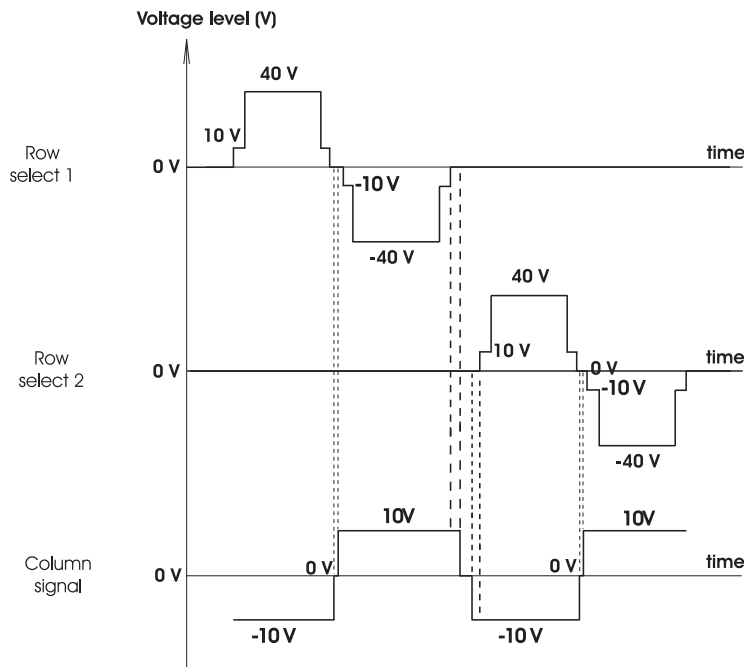 Voltage level (V)
40 V
10 V
Row
select 1
0 V
time
-10 V
-40 V
40 V
Row
select 2
0 V
10 V
0 V
time
-10 V
-40 V
10V
10V
Column
signal
0 V
0 V
0 V
time
-10 V
-10 V